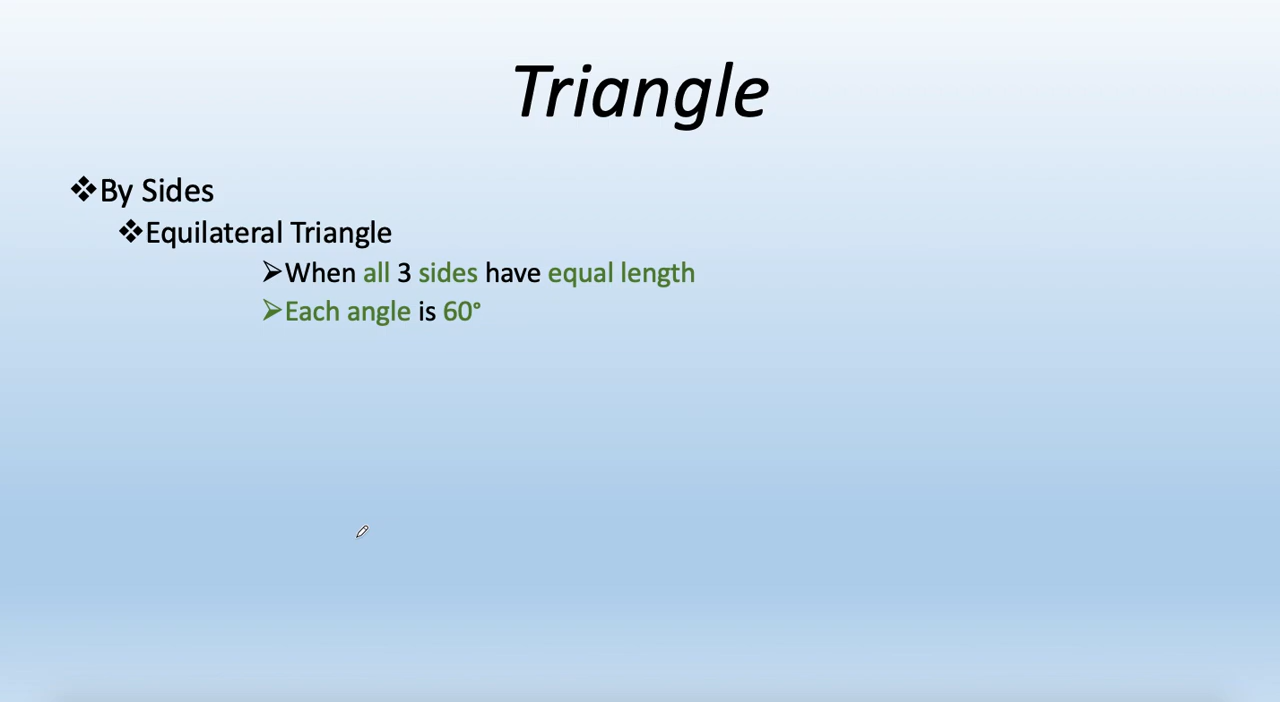 Triangle
❖By Sides
❖Equilateral Triangle
➢When all 3 sides have equal length
➢Each angle is 60°